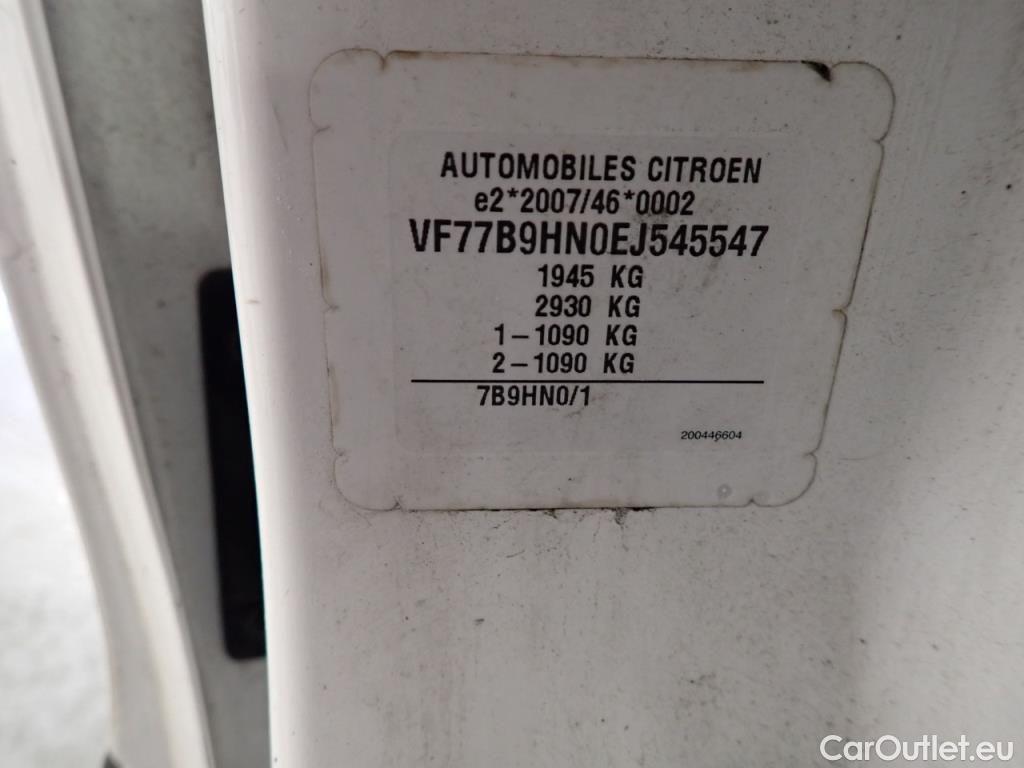 AUTOMOBILES CITROEN
e2*2007/46*0002
VF77B9HN0EJ545547
1945 KG
2930 KG
1-1090 KG
2-1090 KG
7B9HN0/1
200446604
CarOutlet.eu